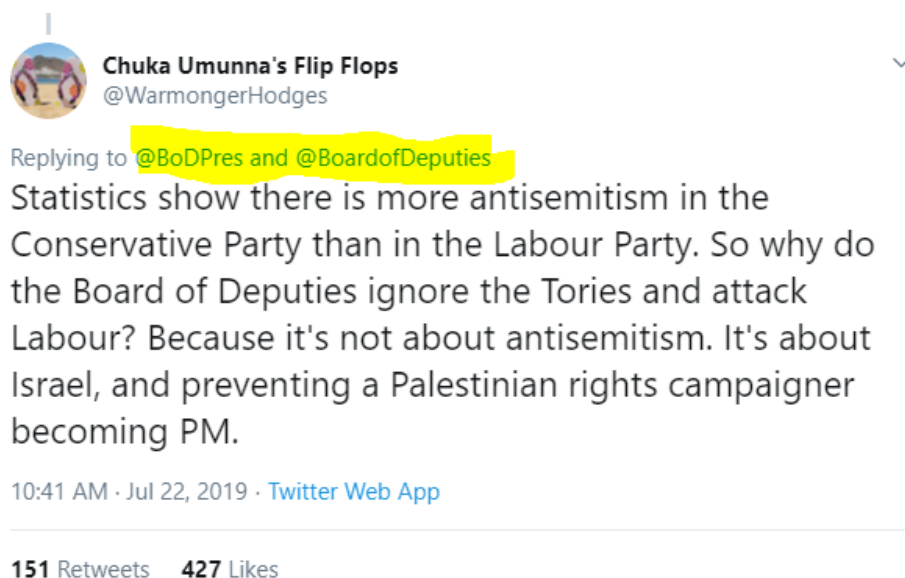 Chuka Umunna's Flip Flops
@WarmongerHodges
Replying to @BoDPres and @BoardofDeputies
Statistics show there is more antisemitism in the
Conservative Party than in the Labour Party. So why do
the Board of Deputies ignore the Tories and attack
Labour? Because it's not about antisemitism. It's about
Israel, and preventing a Palestinian rights campaigner
becoming PM.
10:41 AM · Jul 22, 2019 · Twitter Web App
151 Retweets 427 Likes